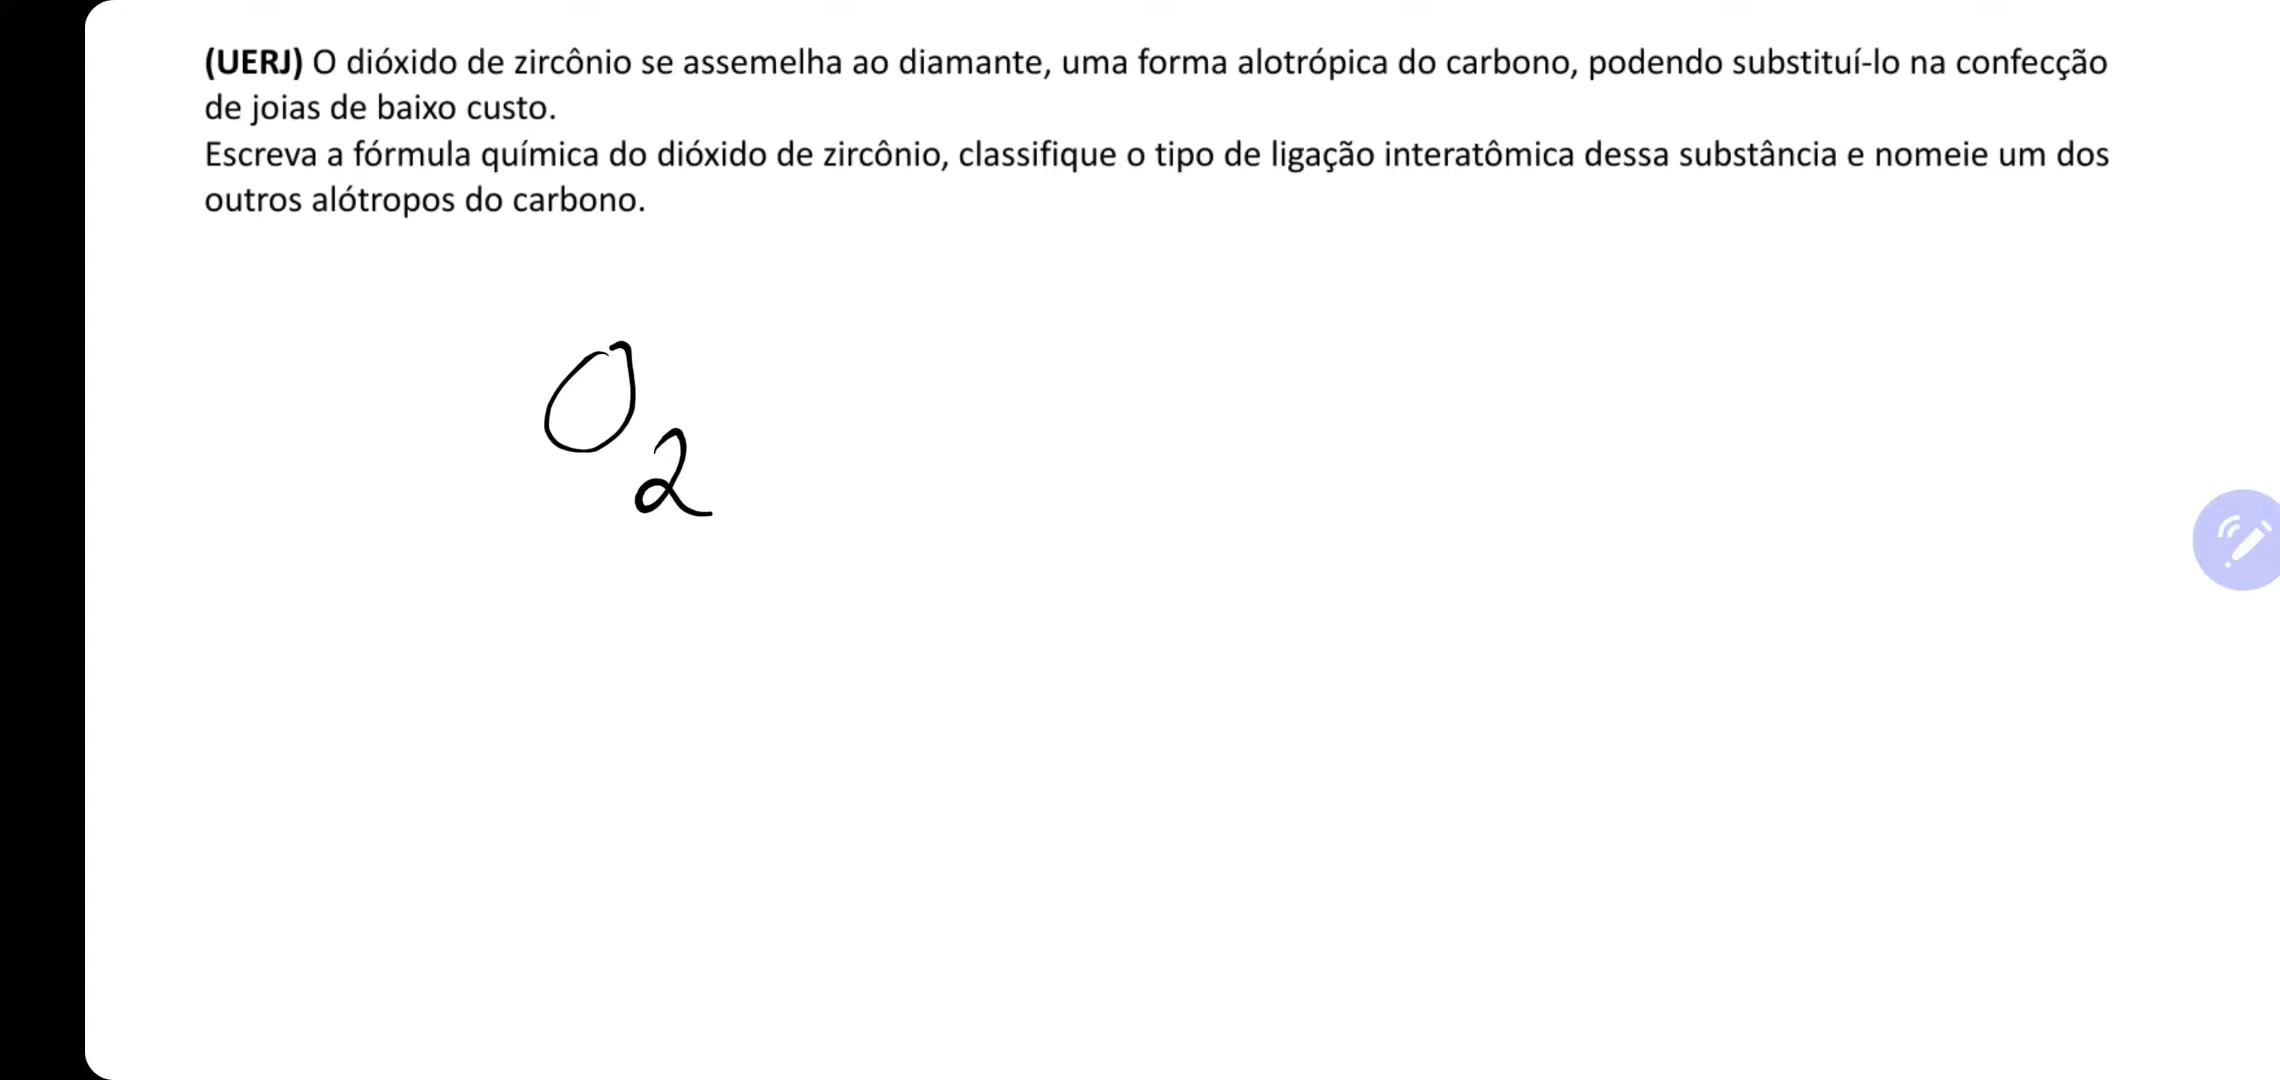 (UERJ) O dióxido de zircônio se assemelha ao diamante, uma forma alotrópica do carbono, podendo substituí-lo na confecção
de joias de baixo custo.
Escreva a fórmula química do dióxido de zircônio, classifique o tipo de ligação interatômica dessa substância e nomeie um dos
outros alótropos do carbono.
O₂